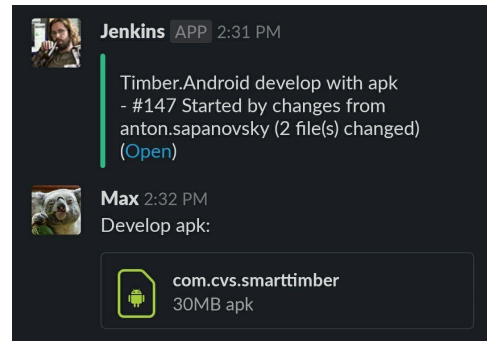 Jenkins APP 2:31 PM
Timber.Android develop with apk
- #147 Started by changes from
anton.sapanovsky (2 file(s) changed)
(Open)
Max 2:32 PM
Develop apk:
com.cvs.smarttimber
30MB apk